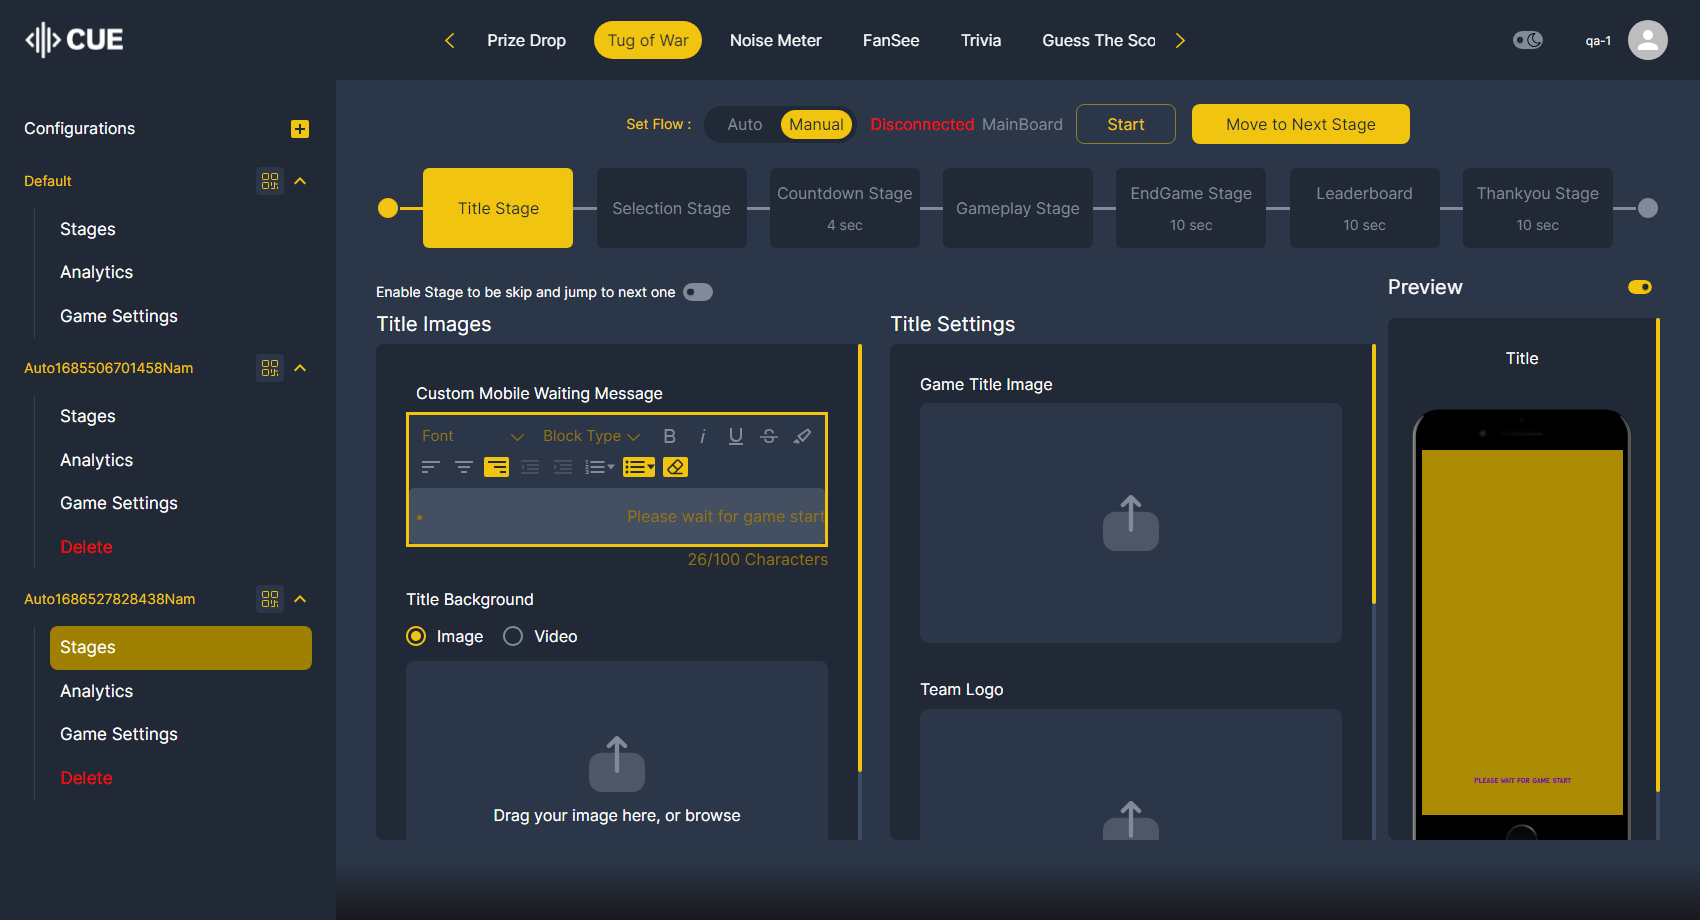 CUE
Prize Drop
Tug of War
Noise Meter
FanSee
Trivia
Guess The Sco
qa-1
Configurations
Default
Stages
Analytics
Game Settings
Auto1685506701458Nam
Stages
Analytics
Game Settings
Delete
Auto1686527828438Nam
Stages
Analytics
Game Settings
Delete
Set Flow :
Auto
Manual
Disconnected MainBoard
Start
Move to Next Stage
Title Stage
Selection Stage
Countdown Stage
4 sec
Gameplay Stage
EndGame Stage
10 sec
Leaderboard
10 sec
Thankyou Stage
10 sec
Enable Stage to be skip and jump to next one
Title Images
Custom Mobile Waiting Message
Font
Block Type
B
i
U
S
• Please wait for game start
26/100 Characters
Title Background
Image
Video
Drag your image here, or browse
Title Settings
Game Title Image
Team Logo
Preview
Title
Please wait for game start